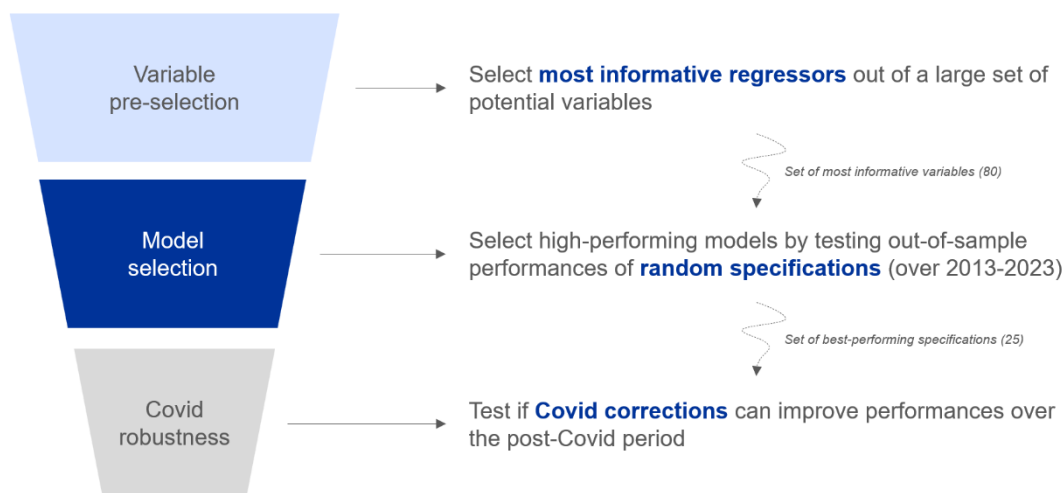 Variable
pre-selection
Select most informative regressors out of a large set of
potential variables
Set of most informative variables (80)
Model
selection
Select high-performing models by testing out-of-sample
performances of random specifications (over 2013-2023)
Set of best-performing specifications (25)
Covid
robustness
Test if Covid corrections can improve performances over
the post-Covid period